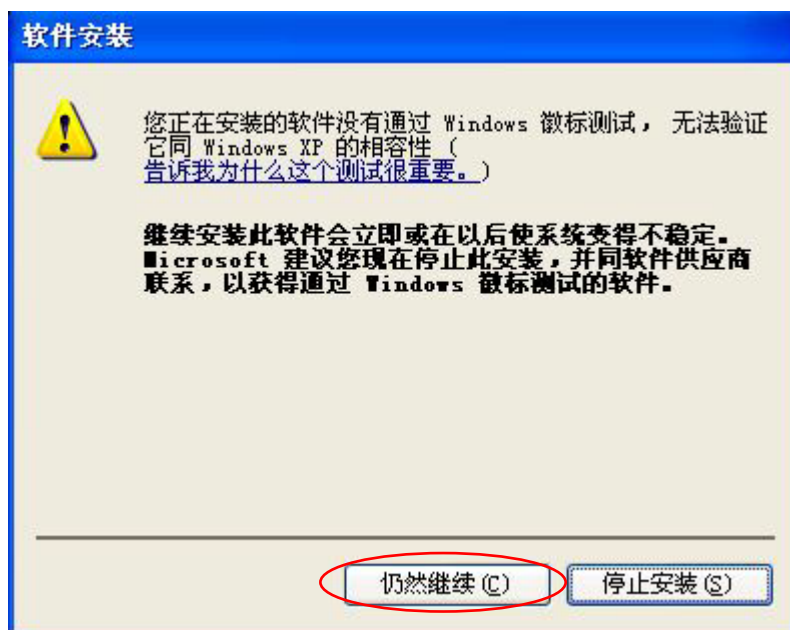 软件安装
您正在安装的软件没有通过 Windows 徽标测试， 无法验证
它同 Windows XP 的相容性 （
告诉我为什么这个测试很重要。）
继续安装此软件会立即或在以后使系统变得不稳定。
Microsoft 建议您现在停止此安装，并同软件供应商
联系，以获得通过 Windows 徽标测试的软件。
仍然继续(C) 停止安装(S)